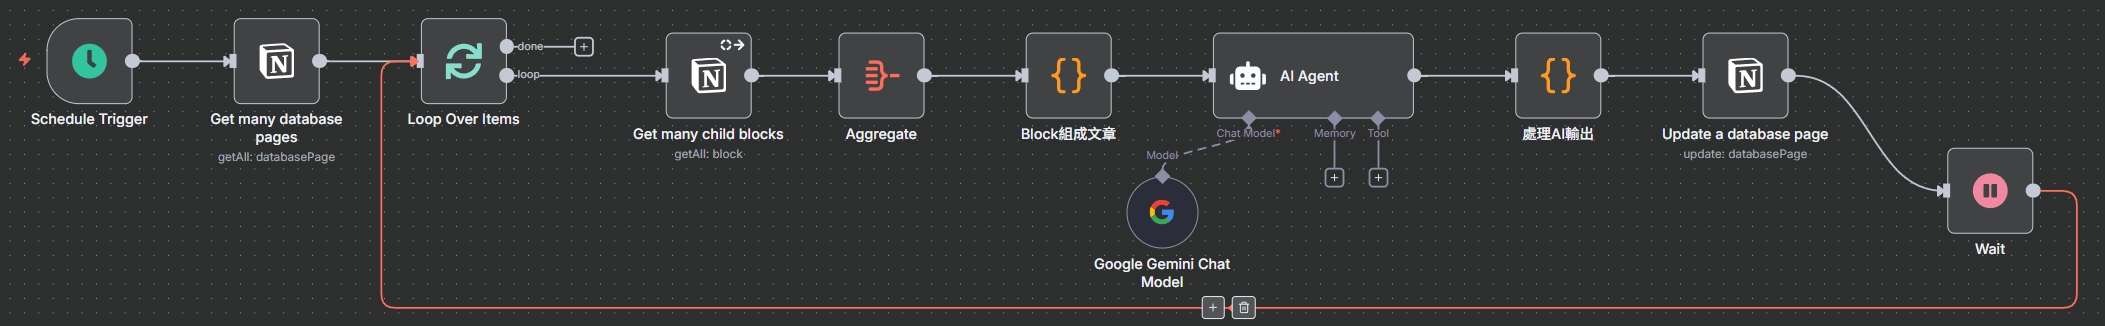 done
loop
Schedule Trigger
Get many database
pages
getAll: databasePage
Loop Over Items
Get many child blocks
getAll: block
Aggregate
Block組成文章
AI Agent
Chat Model*
Memory
Tool
Model
Google Gemini Chat
Model
處理AI輸出
Update a database page
update: databasePage
Wait